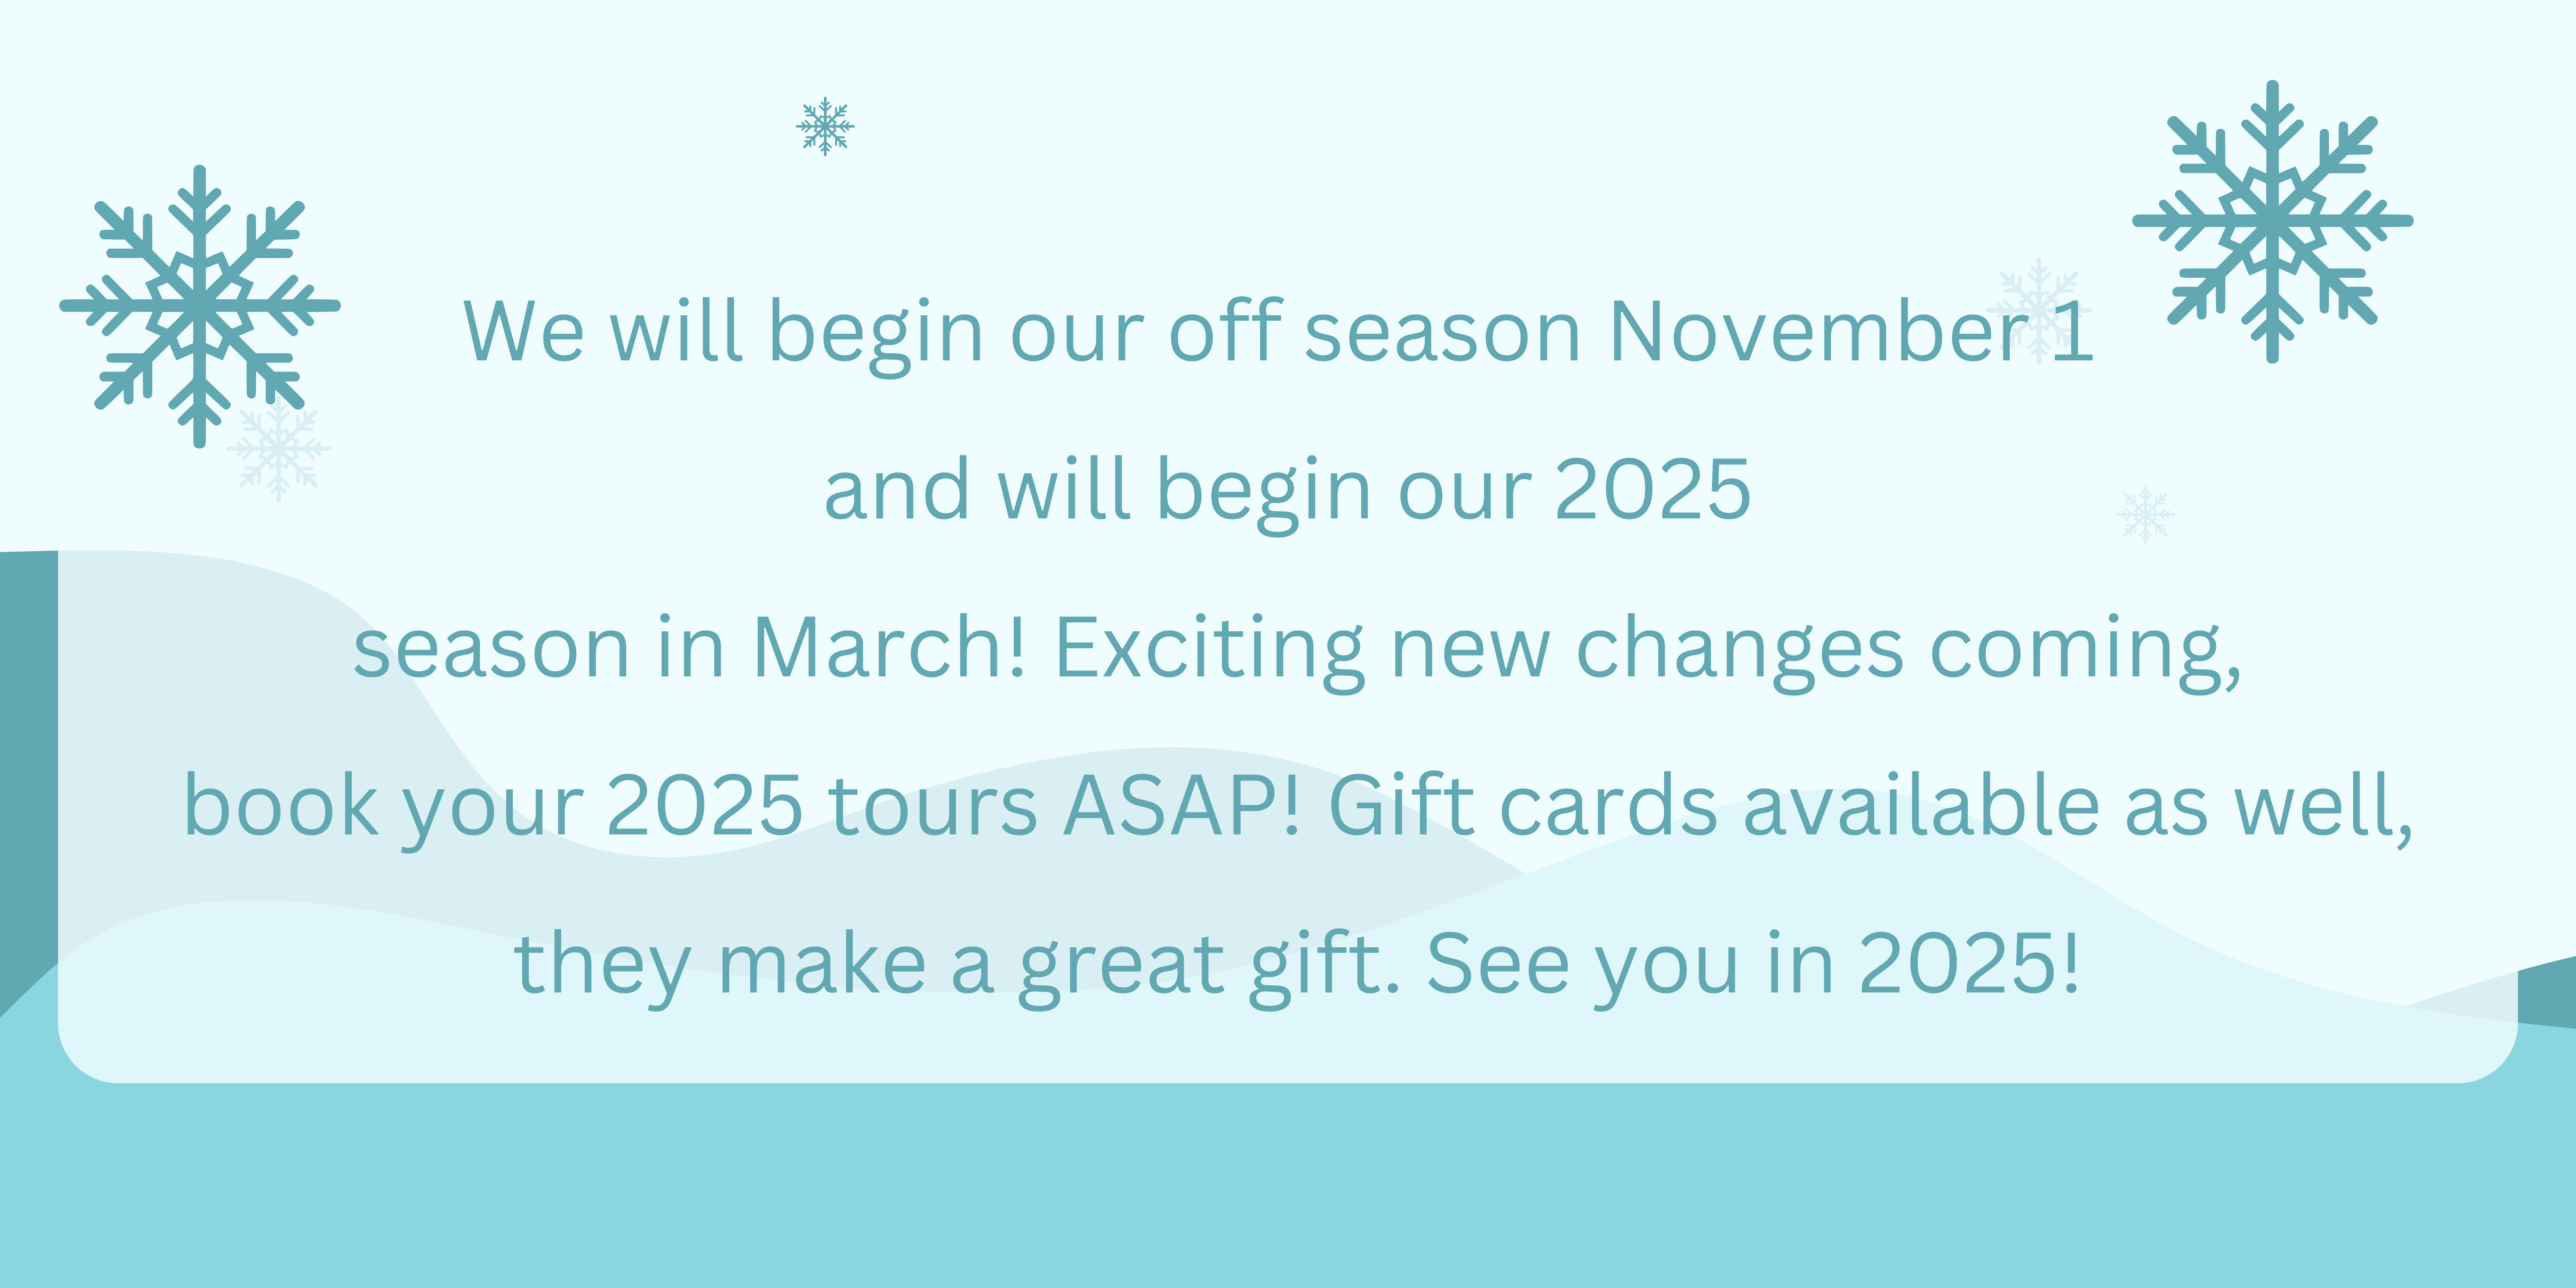 We will begin our off season November 1
and will begin our 2025
season in March! Exciting new changes coming,
book your 2025 tours ASAP! Gift cards available as well,
they make a great gift. See you in 2025!